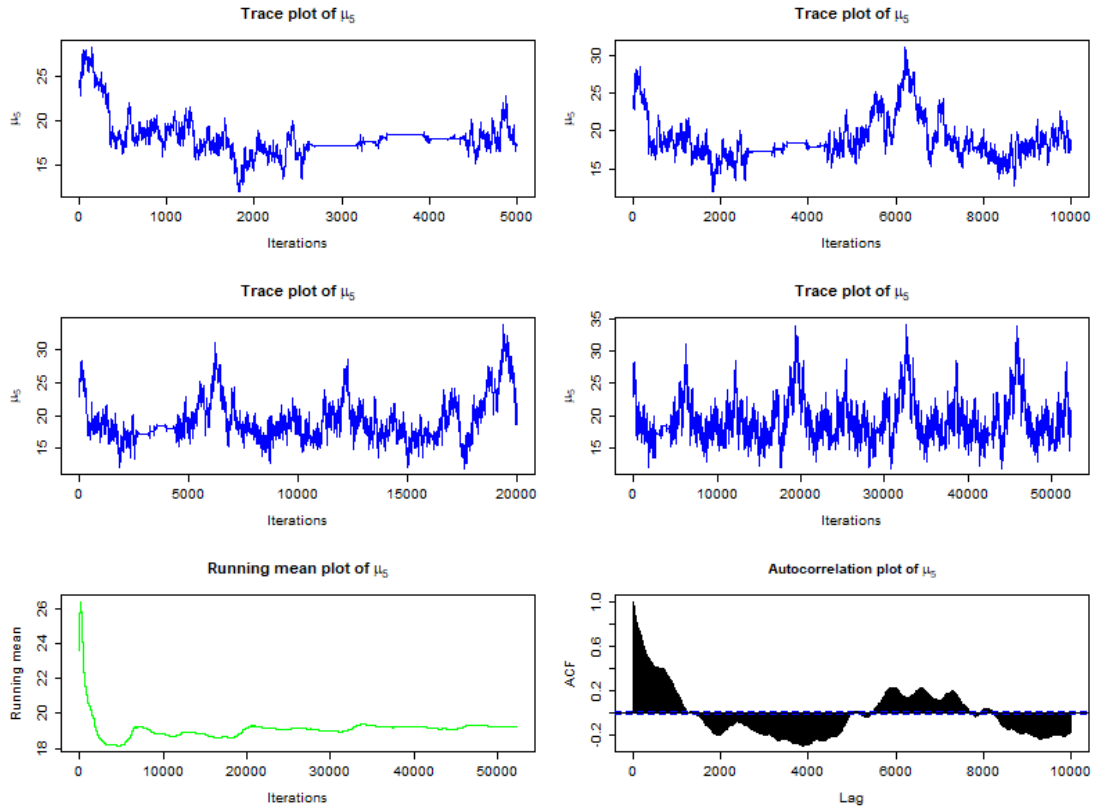 Trace plot of μ5
μ5
25
20
15
0 1000 2000 3000 4000 5000
Iterations
Trace plot of μ5
μ5
30
25
20
15
0 2000 4000 6000 8000 10000
Iterations
Trace plot of μ5
μ5
30
25
20
15
0 5000 10000 15000 20000
Iterations
Trace plot of μ5
μ5
35
30
25
20
15
0 10000 20000 30000 40000 50000
Iterations
Running mean plot of μ5
Running mean
26
24
22
20
18
0 10000 20000 30000 40000 50000
Iterations
Autocorrelation plot of μ5
ACF
1.0
0.6
0.2
-0.2
0 2000 4000 6000 8000 10000
Lag